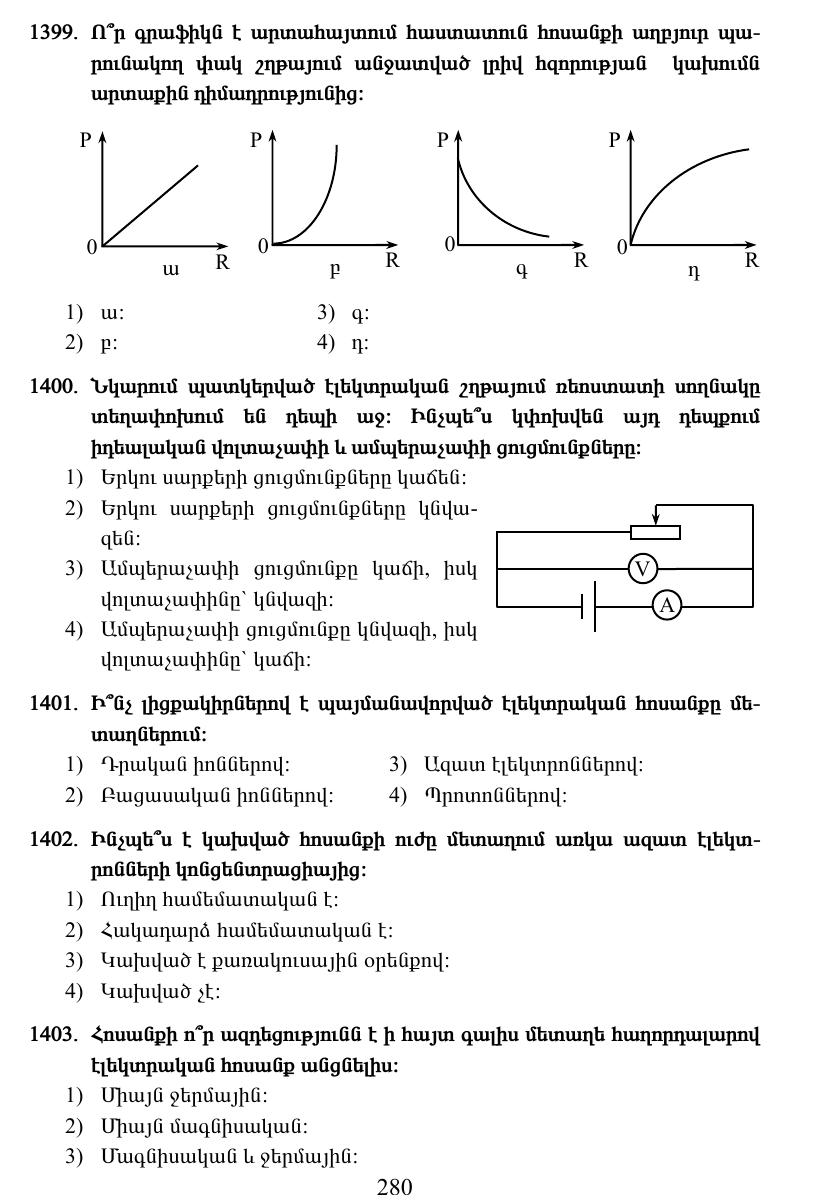 1399. Ո՞ր գրաֆիկն է արտահայտում հաստատուն հոսանքի աղբյուր պա-
րունակող փակ շղթայում անջատված լրիվ հզորության կախումն
արտաքին դիմադրությունից:
P P P P
0 R 0 R 0 R 0 R
ա բ գ դ
1) ա: 3) գ:
2) բ: 4) դ:
1400. Նկարում պատկերված էլեկտրական շղթայում ռեոստատի սողնակը
տեղափոխում են դեպի աջ: Ինչպե՞ս կփոխվեն այդ դեպքում
իդեալական վոլտաչափի և ամպերաչափի ցուցմունքները:
1) Երկու սարքերի ցուցմունքները կաճեն:
2) Երկու սարքերի ցուցմունքները կնվա-
զեն:
3) Ամպերաչափի ցուցմունքը կաճի, իսկ
վոլտաչափինը՝ կնվազի:
4) Ամպերաչափի ցուցմունքը կնվազի, իսկ
վոլտաչափինը՝ կաճի:
V
A
1401. Ի՞նչ լիցքակիրներով է պայմանավորված էլեկտրական հոսանքը մե-
տաղներում:
1) Դրական իոններով: 3) Ազատ էլեկտրոններով:
2) Բացասական իոններով: 4) Պրոտոններով:
1402. Ինչպե՞ս է կախված հոսանքի ուժը մետաղում առկա ազատ էլեկտ-
րոնների կոնցենտրացիայից:
1) Ուղիղ համեմատական է:
2) Հակադարձ համեմատական է:
3) Կախված է քառակուսային օրենքով:
4) Կախված չէ:
1403. Հոսանքի ո՞ր ազդեցությունն է ի հայտ գալիս մետաղե հաղորդալարով
էլեկտրական հոսանք անցնելիս:
1) Միայն ջերմային:
2) Միայն մագնիսական:
3) Մագնիսական և ջերմային:
280